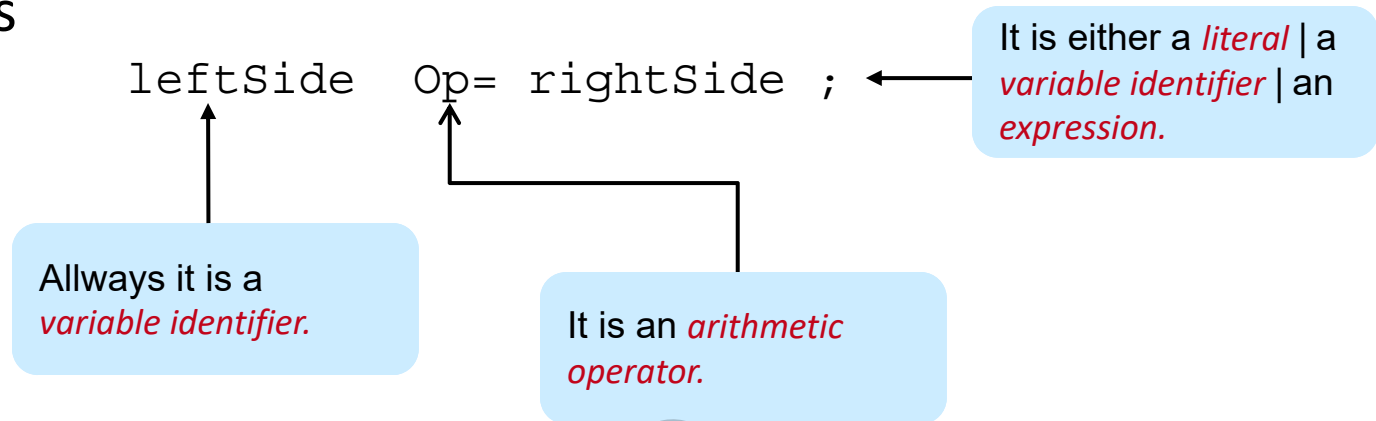 s
leftSide Op= rightSide ;
It is either a literal | a
variable identifier | an
expression.
Allways it is a
variable identifier.
It is an arithmetic
operator.